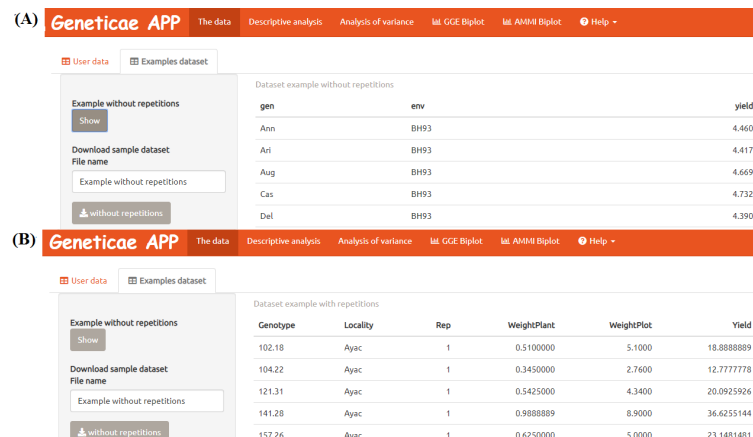 (A) Geneticae APP The data Descriptive analysis Analysis of variance GGE Biplot AMMI Biplot Help
User data Examples dataset
Dataset example without repetitions
Example without repetitions
Show
Download sample dataset
File name
Example without repetitions
without repetitions
gen env yield
Ann BH93 4.460
Ari BH93 4.417
Aug BH93 4.669
Cas BH93 4.732
Del BH93 4.390
(B) Geneticae APP The data Descriptive analysis Analysis of variance GGE Biplot AMMI Biplot Help
User data Examples dataset
Dataset example with repetitions
Example without repetitions
Show
Download sample dataset
File name
Example without repetitions
without repetitions
Genotype Locality Rep WeightPlant WeightPlot Yield
102.18 Ayac 1 0.5100000 5.1000 18.8888889
104.22 Ayac 1 0.3450000 2.7600 12.7777778
121.31 Ayac 1 0.5425000 4.3400 20.0925926
141.28 Ayac 1 0.9888889 8.9000 36.6255144
157.26 Ayac 1 0.6250000 5.0000 23.1481481